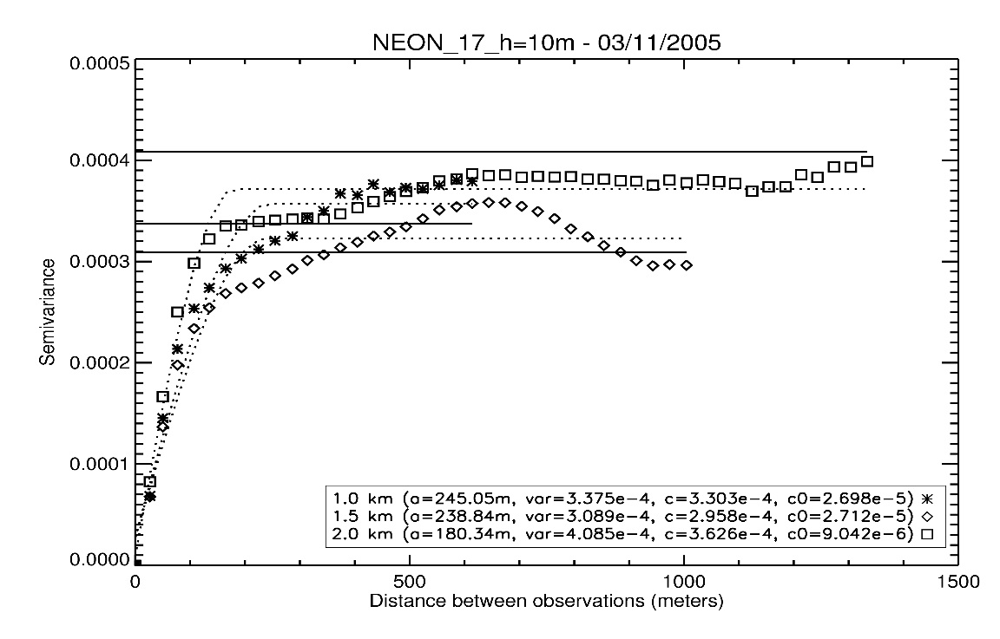 NEON_17_h=10m - 03/11/2005
0.0005
0.0004
0.0003
0.0002
0.0001
0.0000
Semivariance
1.0 km (a=245.05m, var=3.375e-4, c=3.303e-4, c0=2.698e-5)
1.5 km (a=238.84m, var=3.089e-4, c=2.958e-4, c0=2.712e-5)
2.0 km (a=180.34m, var=4.085e-4, c=3.626e-4, c0=9.042e-6)
0 500 1000 1500
Distance between observations (meters)